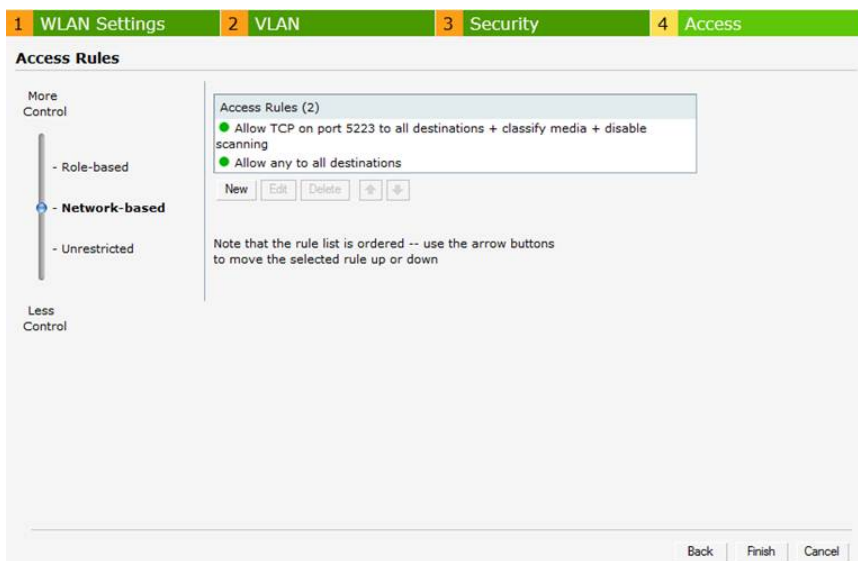 1 WLAN Settings 2 VLAN 3 Security 4 Access
Access Rules
More
Control
- Role-based
- Network-based
- Unrestricted
Less
Control
Access Rules (2)
Allow TCP on port 5223 to all destinations + classify media + disable
scanning
Allow any to all destinations
New Edit Delete
Note that the rule list is ordered -- use the arrow buttons
to move the selected rule up or down
Back Finish Cancel